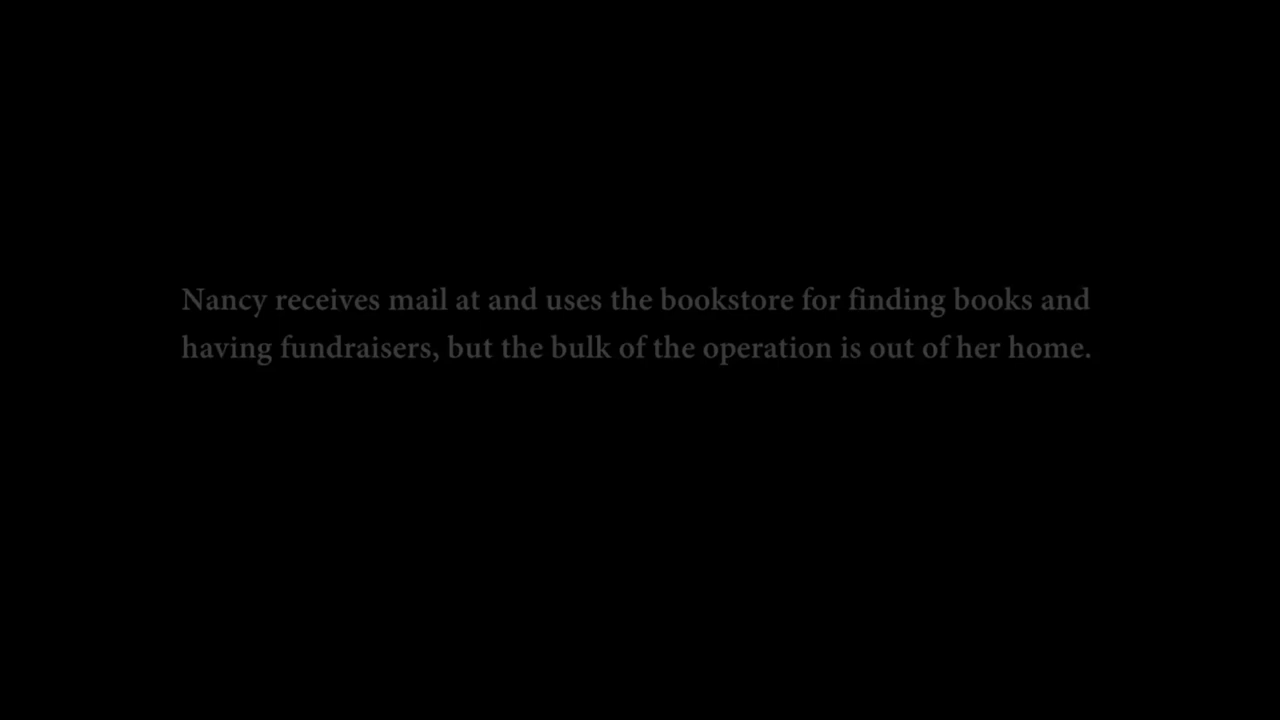 Nancy receives mail at and uses the bookstore for finding books and
having fundraisers, but the bulk of the operation is out of her home.